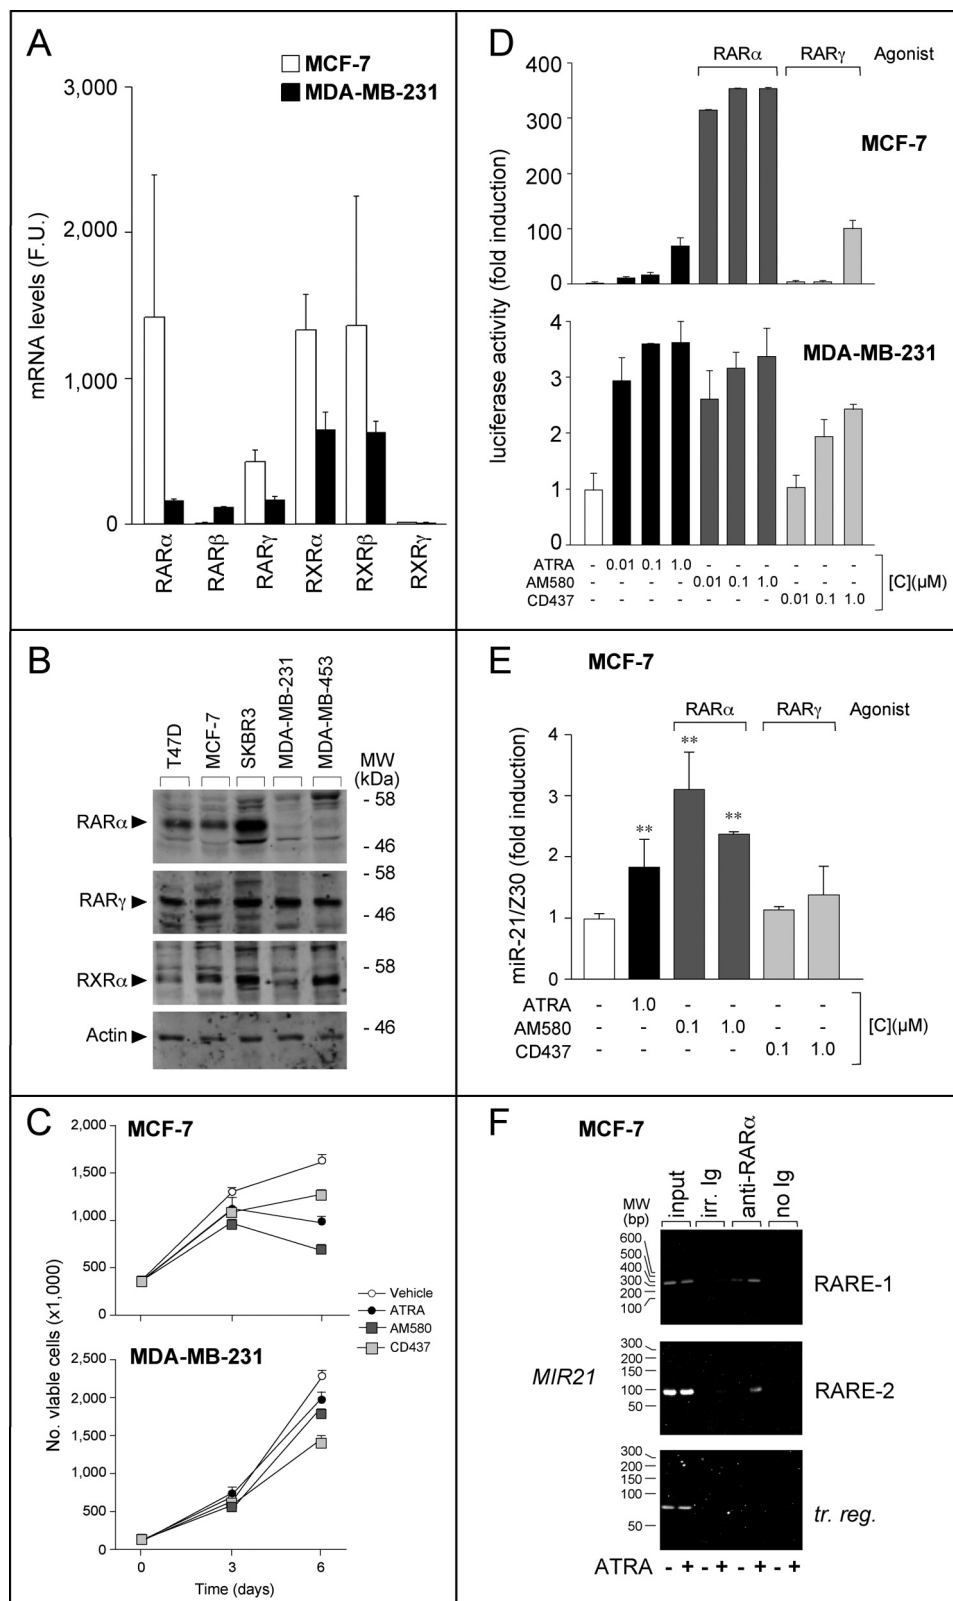 A
MCF-7
MDA-MB-231
mRNA levels (F.U.)
3,000
2,000
1,000
0
RARα
RARβ
RARγ
RXRα
RXRβ
RXRγ
B
T47D
MCF-7
SKBR3
MDA-MB-231
MDA-MB-453
MW
(kDa)
RARα
- 58
- 46
RARγ
- 58
- 46
RXRα
- 58
Actin
- 46
C
MCF-7
No. viable cells (x1,000)
2,000
1,500
1,000
500
0
Vehicle
ATRA
AM580
CD437
MDA-MB-231
2,500
2,000
1,500
1,000
500
0
0 3 6
Time (days)
D
RARα RARγ Agonist
MCF-7
luciferase activity (fold induction)
400
300
200
100
0
MDA-MB-231
4
3
2
1
0
ATRA - 0.01 0.1 1.0 - - - - - -
AM580 - - - - 0.01 0.1 1.0 - - -
CD437 - - - - - - - 0.01 0.1 1.0
[C](µM)
E
MCF-7
RARα RARγ Agonist
miR-21/Z30 (fold induction)
4
3
2
1
0
** ** **
ATRA - 1.0 - - - -
AM580 - - 0.1 1.0 - -
CD437 - - - - 0.1 1.0
[C](µM)
F
MCF-7
input
irr. Ig
anti-RARα
no Ig
MW
(bp)
600
500
400
300
200
100
RARE-1
MIR21
300
200
150
100
50
RARE-2
300
200
150
100
50
tr. reg.
ATRA - + - + - + - +